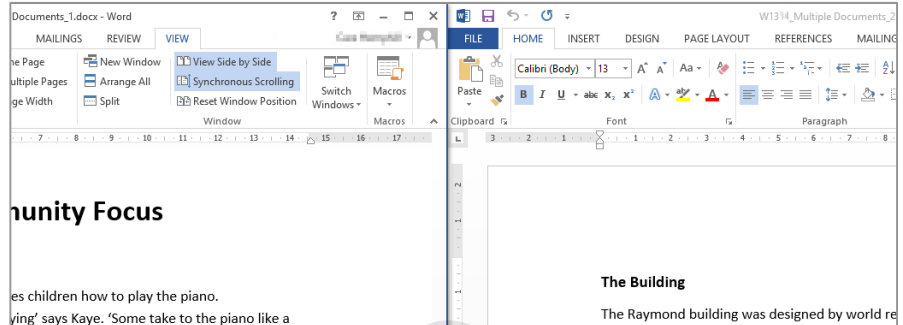 Documents_1.docx - Word
MAILINGS REVIEW VIEW
ne Page
ultiple Pages
ge Width
New Window
Arrange All
Split
View Side by Side
Synchronous Scrolling
Reset Window Position
Window
Switch
Windows
Macros
Macros
7 8 9 10 11 12 13 14 15 16 17
nunity Focus
es children how to play the piano.
ying' says Kaye. 'Some take to the piano like a
W1314_Multiple Documents_2
FILE HOME INSERT DESIGN PAGE LAYOUT REFERENCES MAILING
Paste
Clipboard
Calibri (Body) 13 A A Aa
B I U abc X2 X2 A ab A
Font
Paragraph
3 2 1 1 2 3 4 5 6 7 8
2
1
1
The Building
The Raymond building was designed by world re